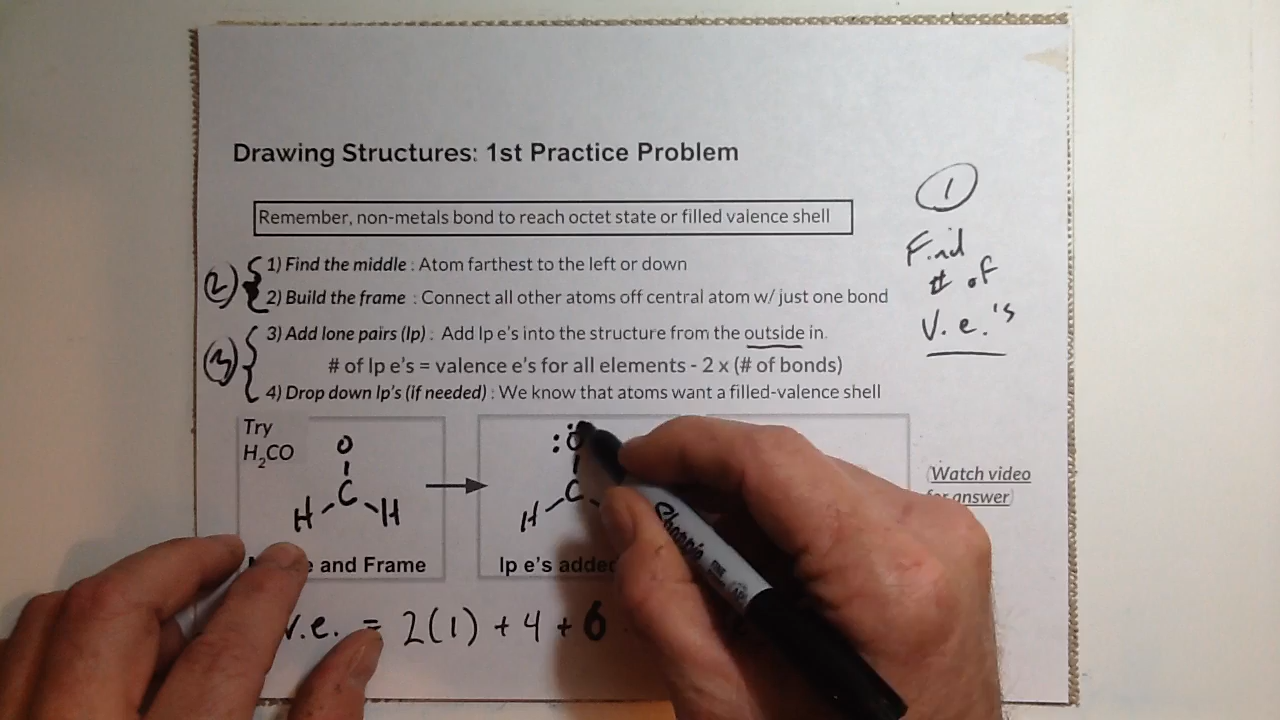 Drawing Structures: 1st Practice Problem
Remember, non-metals bond to reach octet state or filled valence shell
1) Find the middle : Atom farthest to the left or down
2) Build the frame : Connect all other atoms off central atom w/ just one bond
3) Add lone pairs (lp) : Add lp e's into the structure from the outside in.
# of lp e's = valence e's for all elements - 2 x (# of bonds)
4) Drop down lp's (if needed) : We know that atoms want a filled-valence shell
2
3
1
Find
# of
V. e.'s
Try
H₂CO
O
C
H H
:O
C
H
and Frame
lp e's added
(Watch video
for answer)
v.e. = 2(1) + 4 + 6
Sharpie